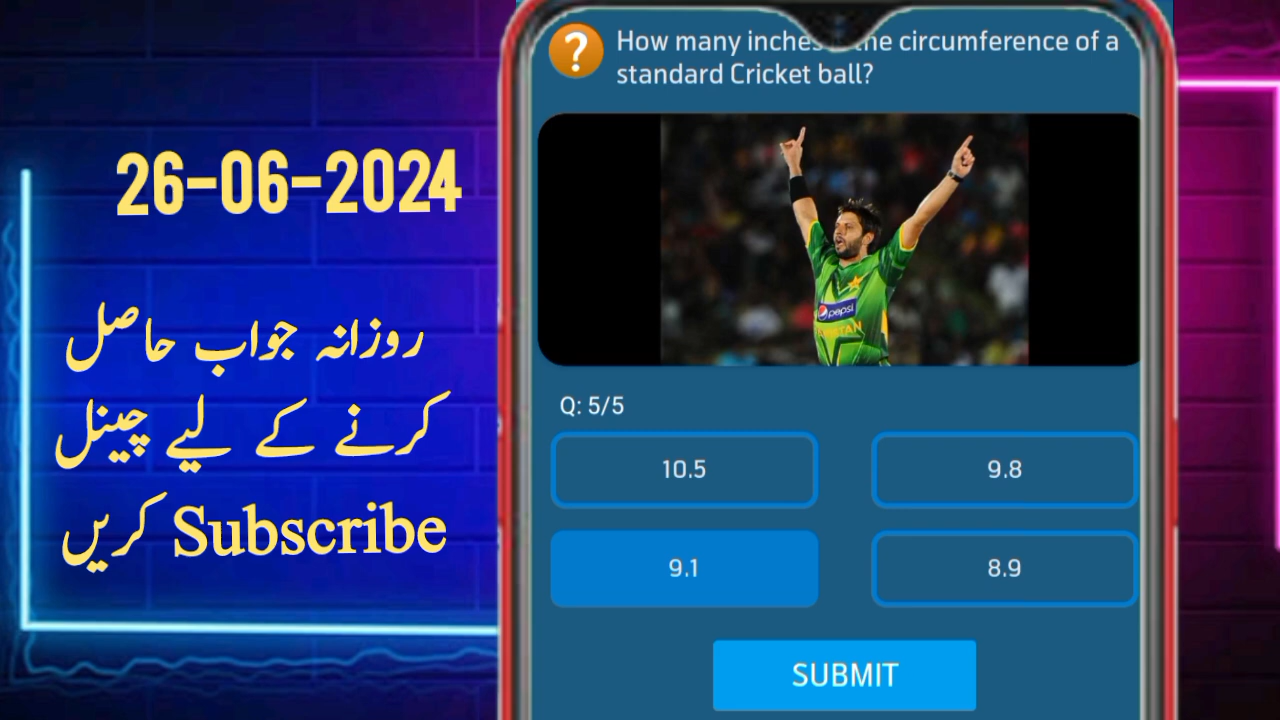 26-06-2024
روزانہ جواب حاصل
کرنے کے لیے چینل
Subscribe کریں
?
How many inches the circumference of a
standard Cricket ball?
pepsi
Q: 5/5
10.5
9.8
9.1
8.9
SUBMIT